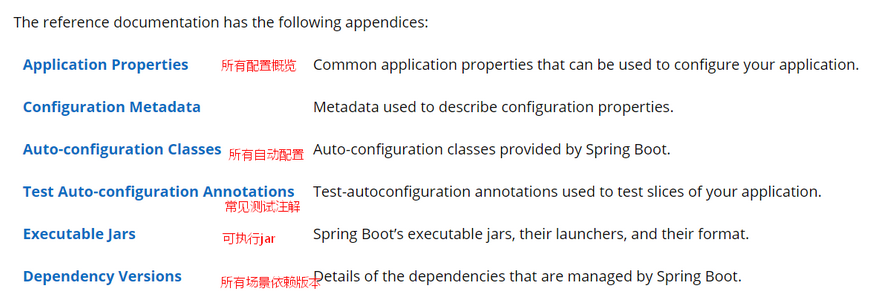 The reference documentation has the following appendices:
Application Properties 所有配置概览 Common application properties that can be used to configure your application.
Configuration Metadata Metadata used to describe configuration properties.
Auto-configuration Classes 所有自动配置 Auto-configuration classes provided by Spring Boot.
Test Auto-configuration Annotations Test-autoconfiguration annotations used to test slices of your application.
常见测试注解
Executable Jars 可执行jar Spring Boot’s executable jars, their launchers, and their format.
Dependency Versions 所有场景依赖版本 Details of the dependencies that are managed by Spring Boot.